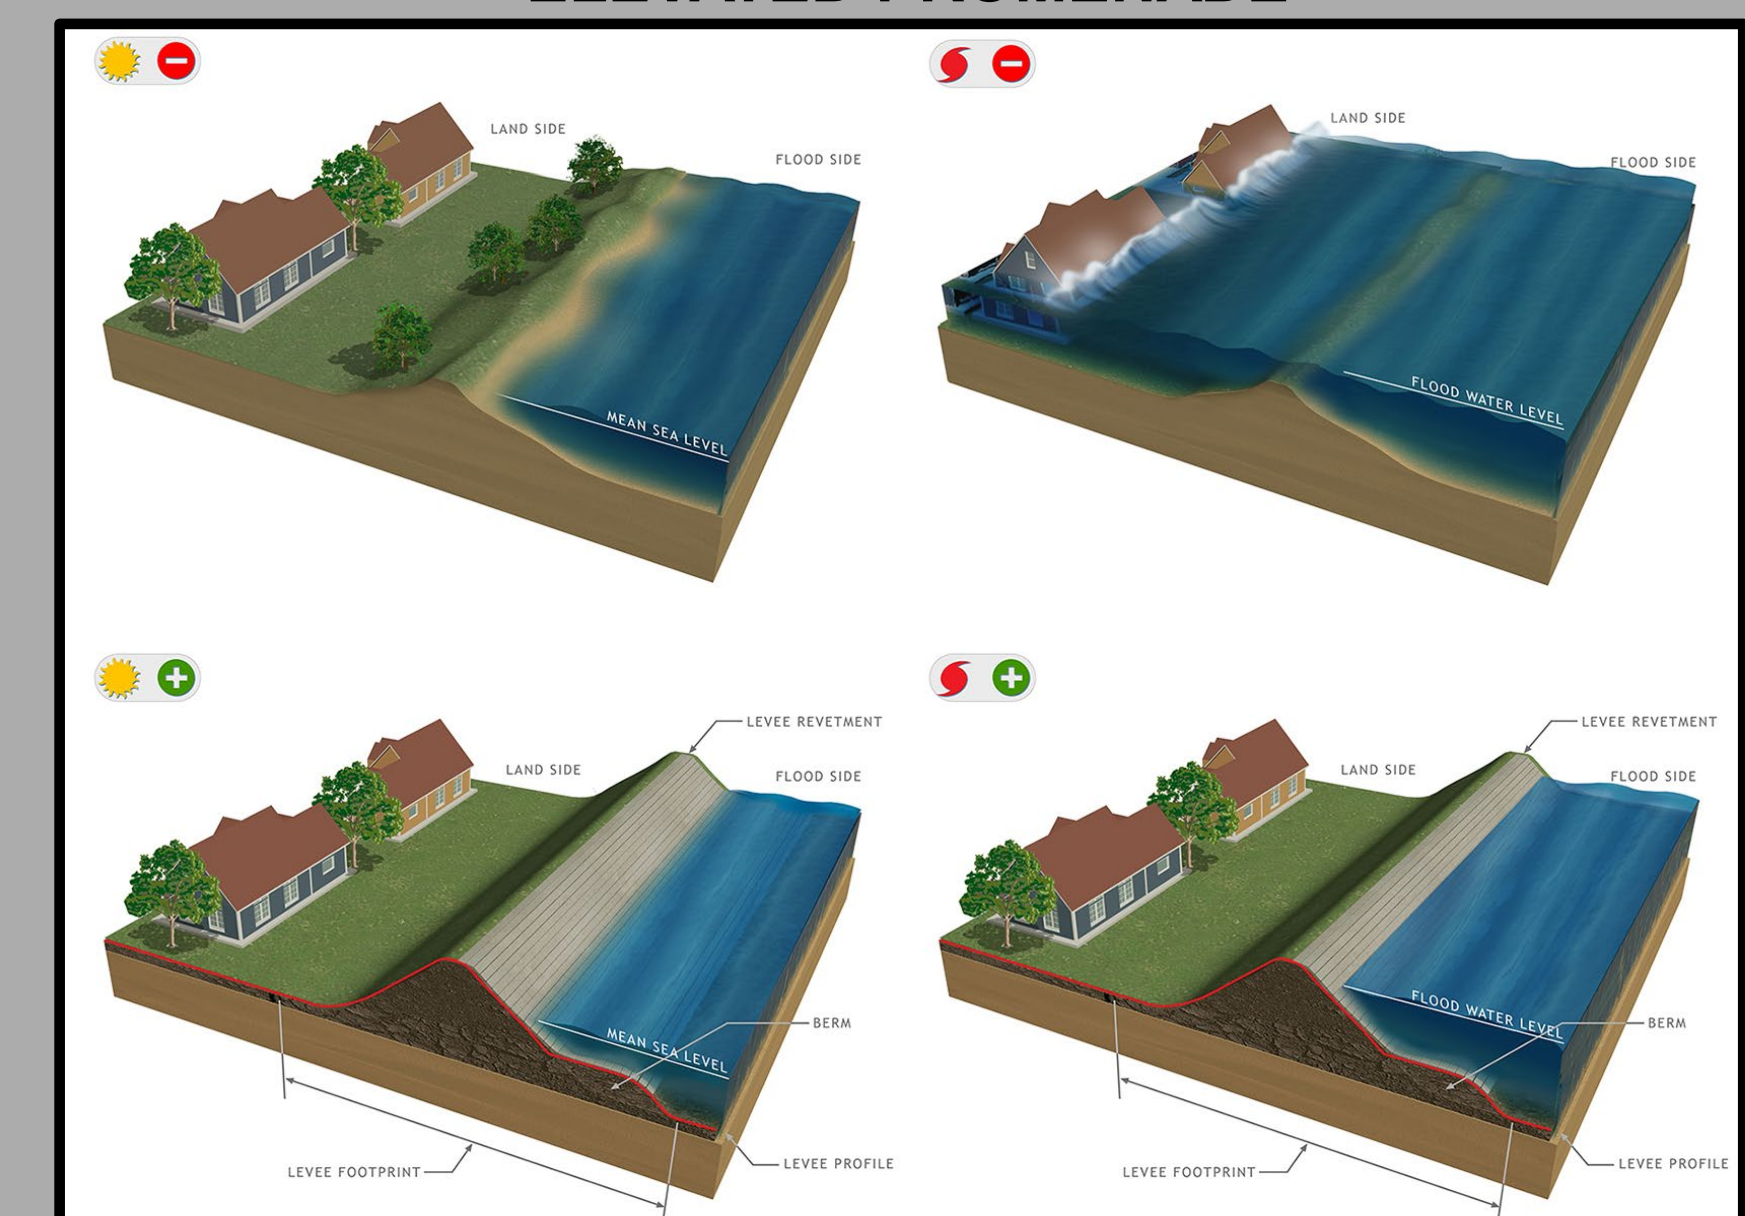 ELEVATED PROMENADE
LAND SIDE
FLOOD SIDE
MEAN SEA LEVEL
LAND SIDE
FLOOD SIDE
FLOOD WATER LEVEL
LEVEE REVETMENT
LAND SIDE
FLOOD SIDE
MEAN SEA LEVEL
BERM
LEVEE FOOTPRINT
LEVEE PROFILE
LEVEE REVETMENT
LAND SIDE
FLOOD SIDE
FLOOD WATER LEVEL
BERM
LEVEE FOOTPRINT
LEVEE PROFILE